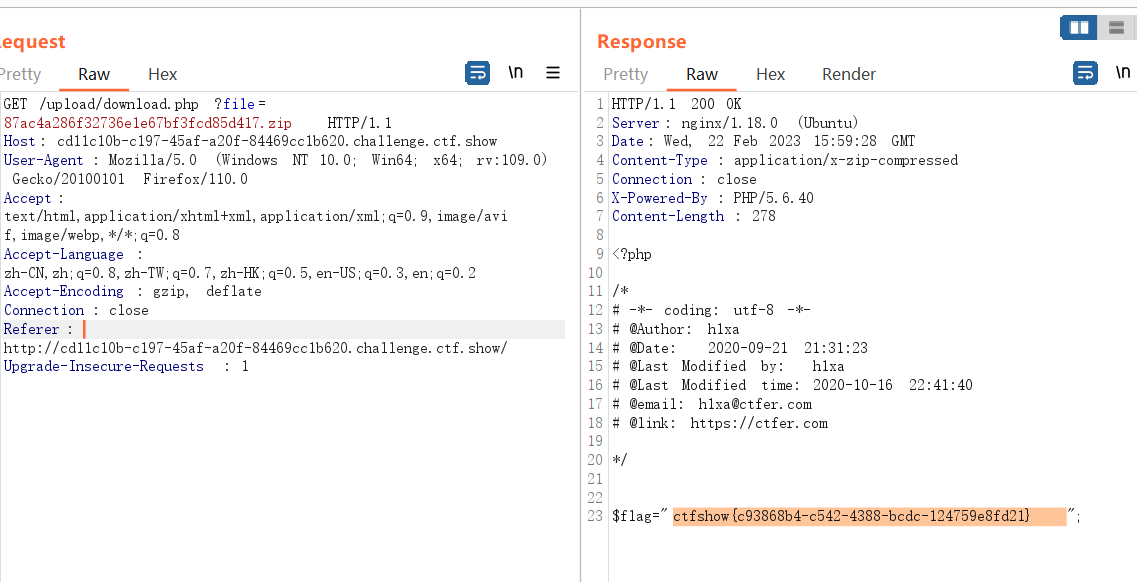 equest
Pretty Raw Hex \n
GET /upload/download.php ?file=
87ac4a286f32736e1e67bf3fcd85d417.zip HTTP/1.1
Host: cd11c10b-c197-45af-a20f-84469cc1b620.challenge.ctf.show
User-Agent : Mozilla/5.0 (Windows NT 10.0; Win64; x64; rv:109.0)
Gecko/20100101 Firefox/110.0
Accept :
text/html,application/xhtml+xml,application/xml;q=0.9,image/avi
f,image/webp,*/*;q=0.8
Accept-Language :
zh-CN,zh;q=0.8,zh-TW;q=0.7,zh-HK;q=0.5,en-US;q=0.3,en;q=0.2
Accept-Encoding : gzip, deflate
Connection : close
Referer :
http://cd11c10b-c197-45af-a20f-84469cc1b620.challenge.ctf.show/
Upgrade-Insecure-Requests : 1
Response
Pretty Raw Hex Render \n
1 HTTP/1.1 200 OK
2 Server : nginx/1.18.0 (Ubuntu)
3 Date : Wed, 22 Feb 2023 15:59:28 GMT
4 Content-Type : application/x-zip-compressed
5 Connection : close
6 X-Powered-By : PHP/5.6.40
7 Content-Length : 278
8
9 <?php
10
11 /*
12 # -*- coding: utf-8 -*-
13 # @Author: h1xa
14 # @Date: 2020-09-21 21:31:23
15 # @Last Modified by: h1xa
16 # @Last Modified time: 2020-10-16 22:41:40
17 # @email: h1xa@ctfer.com
18 # @link: https://ctfer.com
19
20 */
21
22
23 $flag="ctfshow{c93868b4-c542-4388-bcdc-124759e8fd21}";